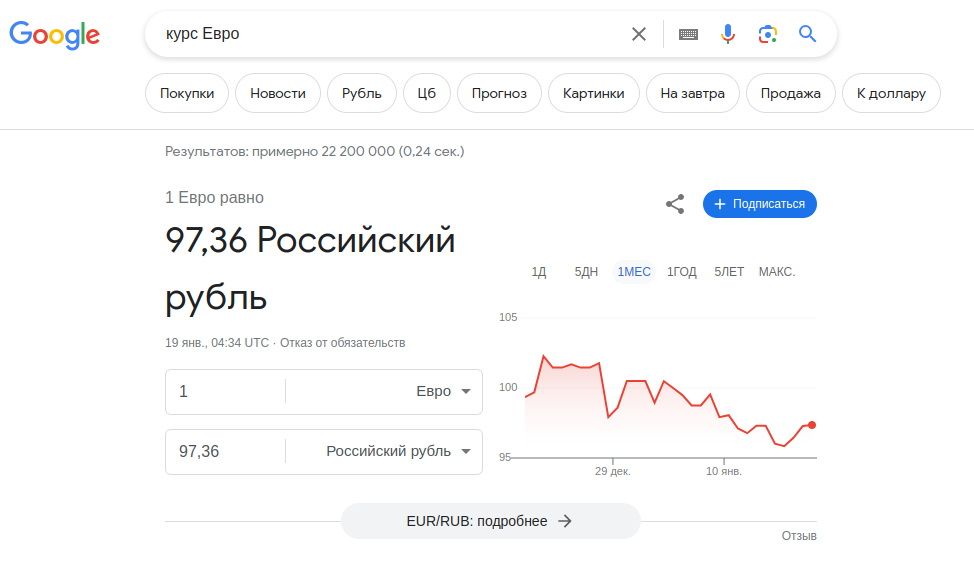 Google
курс Евро
Покупки Новости Рубль Цб Прогноз Картинки На завтра Продажа К доллару
Результатов: примерно 22 200 000 (0,24 сек.)
1 Евро равно
97,36 Российский
рубль
19 янв., 04:34 UTC · Отказ от обязательств
1 Евро
97,36 Российский рубль
Подписаться
1Д 5ДН 1МЕС 1ГОД 5ЛЕТ МАКС.
105
100
95
29 дек. 10 янв.
EUR/RUB: подробнее
Отзыв